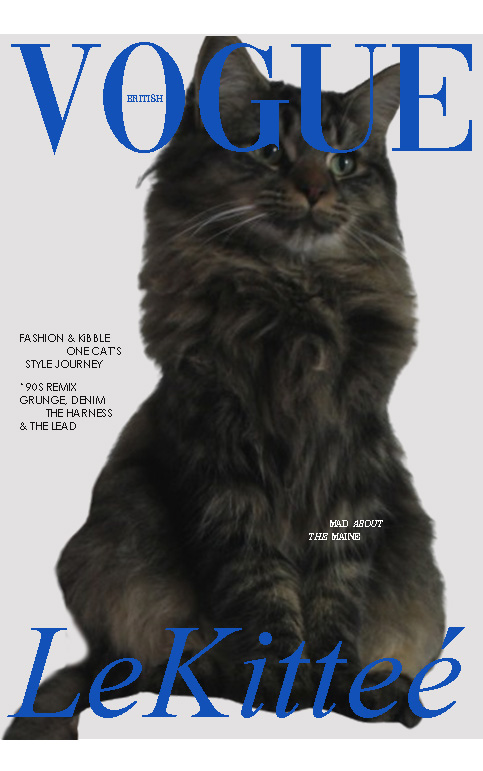 VOGUE
BRITISH
FASHION & KIBBLE
ONE CAT'S
STYLE JOURNEY
'90S REMIX
GRUNGE, DENIM
THE HARNESS
& THE LEAD
MAD ABOUT
THE MAINE
LeKitteé